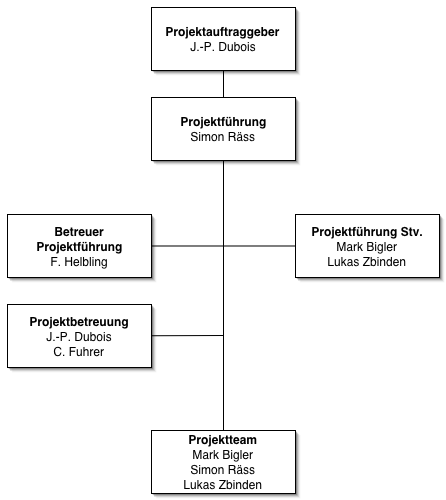 Projektauftraggeber
J.-P. Dubois
Projektführung
Simon Räss
Betreuer
Projektführung
F. Helbling
Projektführung Stv.
Mark Bigler
Lukas Zbinden
Projektbetreuung
J.-P. Dubois
C. Fuhrer
Projektteam
Mark Bigler
Simon Räss
Lukas Zbinden